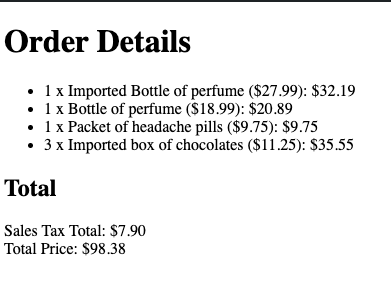 Order Details
• 1 x Imported Bottle of perfume ($27.99): $32.19
• 1 x Bottle of perfume ($18.99): $20.89
• 1 x Packet of headache pills ($9.75): $9.75
• 3 x Imported box of chocolates ($11.25): $35.55
Total
Sales Tax Total: $7.90
Total Price: $98.38